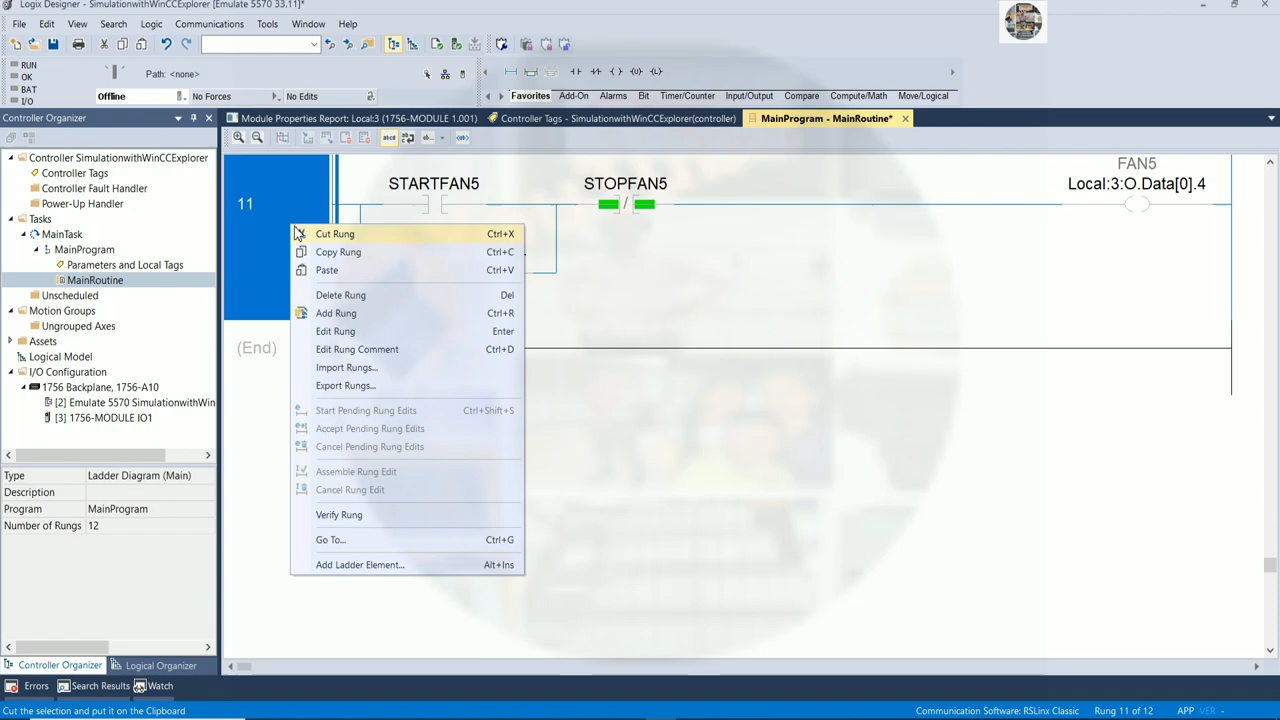 Logix Designer - SimulationwithWinCCExplorer [Emulate 5570 33.11]*
File Edit View Search Logic Communications Tools Window Help
RUN
OK
BAT
I/O
Path: <none>
Offline
No Forces
No Edits
Favorites Add-On Alarms Bit Timer/Counter Input/Output Compare Compute/Math Move/Logical
Controller Organizer
Module Properties Report: Local:3 (1756-MODULE 1.001)
Controller Tags - SimulationwithWinCCExplorer(controller)
MainProgram - MainRoutine*
Controller SimulationwithWinCCExplorer
Controller Tags
Controller Fault Handler
Power-Up Handler
Tasks
MainTask
MainProgram
Parameters and Local Tags
MainRoutine
Unscheduled
Motion Groups
Ungrouped Axes
Assets
Logical Model
I/O Configuration
1756 Backplane, 1756-A10
[2] Emulate 5570 SimulationwithWin
[3] 1756-MODULE IO1
Type Ladder Diagram (Main)
Description
Program MainProgram
Number of Rungs 12
11
STARTFAN5
STOPFAN5
FAN5
Local:3:O.Data[0].4
(End)
Cut Rung Ctrl+X
Copy Rung Ctrl+C
Paste Ctrl+V
Delete Rung Del
Add Rung Ctrl+R
Edit Rung Enter
Edit Rung Comment Ctrl+D
Import Rungs...
Export Rungs...
Start Pending Rung Edits Ctrl+Shift+S
Accept Pending Rung Edits
Cancel Pending Rung Edits
Assemble Rung Edit
Cancel Rung Edit
Verify Rung
Go To... Ctrl+G
Add Ladder Element... Alt+Ins
Controller Organizer
Logical Organizer
Errors
Search Results
Watch
Cut the selection and put it on the Clipboard
Communication Software: RSLinx Classic
Rung 11 of 12
APP
VER